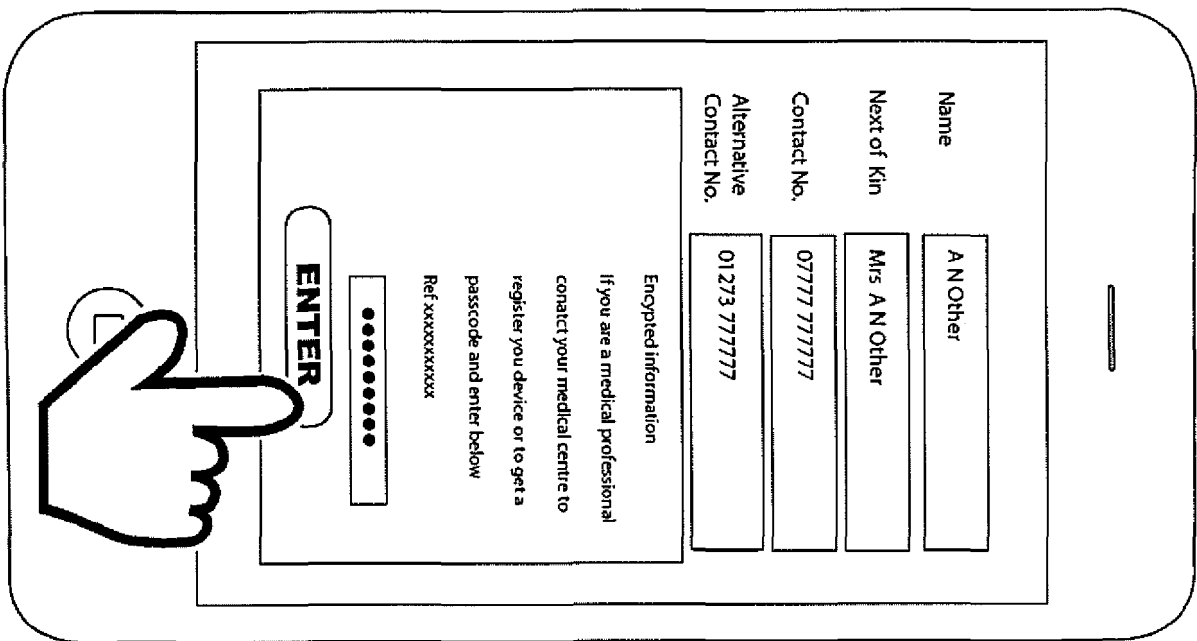 Name
A N Other
Next of Kin
Mrs A N Other
Contact No.
07777 777777
Alternative
Contact No.
01273 777777
Encypted information
If you are a medical professional
conatct your medical centre to
register you device or to get a
passcode and enter below
Ref xxxxxxxxxxx
ENTER